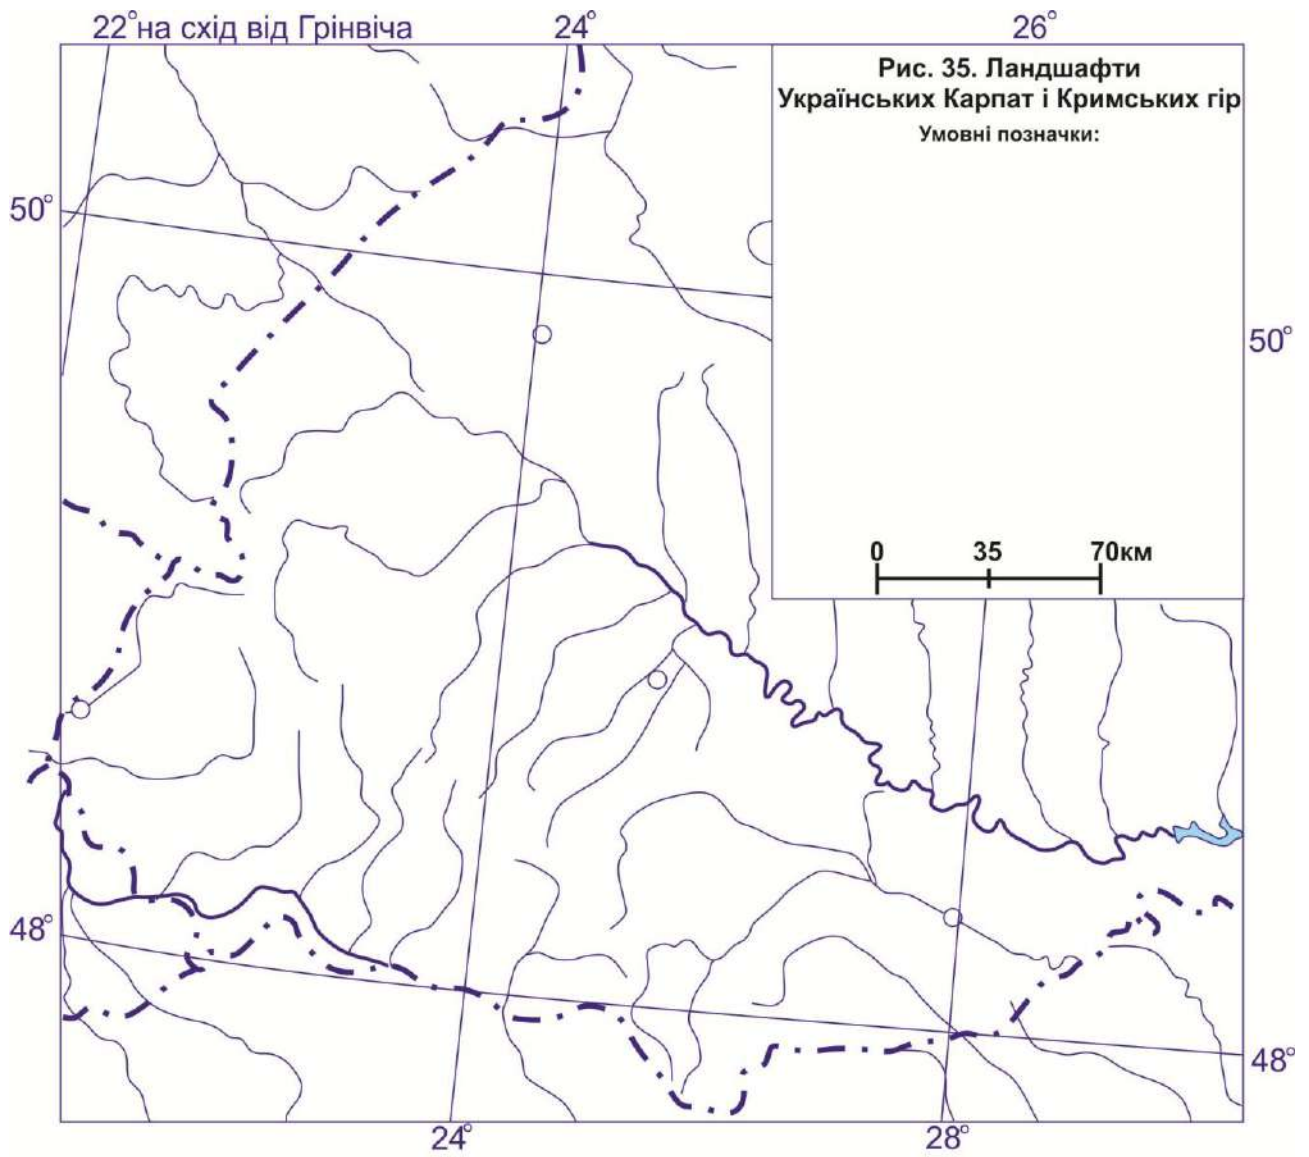 22° на схід від Грінвіча
24°
26°
Рис. 35. Ландшафти
Українських Карпат і Кримських гір
Умовні позначки:
50°
50°
0 35 70км
48°
48°
24°
28°